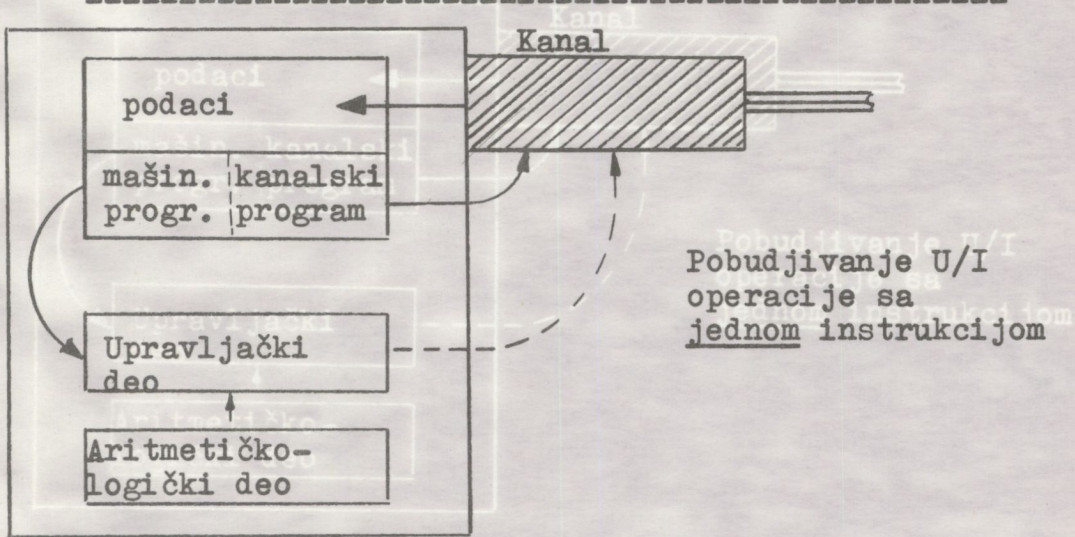 Kanal
podaci
mašin. kanalski
progr. program
Upravljački
deo
Aritmetičko-
logički deo
Pobudjivanje U/I
operacije sa
jednom instrukcijom